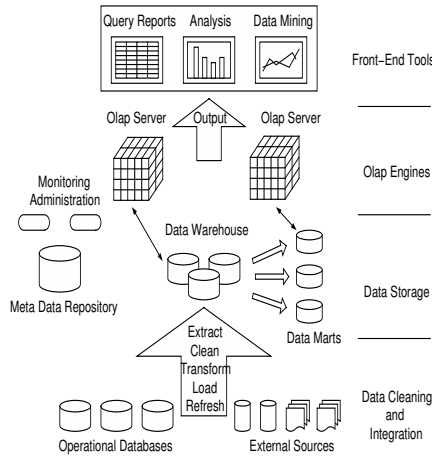 Query Reports
Analysis
Data Mining
Front-End Tools
Olap Server
Output
Olap Server
Olap Engines
Monitoring
Administration
Data Warehouse
Meta Data Repository
Data Marts
Data Storage
Extract
Clean
Transform
Load
Refresh
Data Cleaning
and
Integration
Operational Databases
External Sources